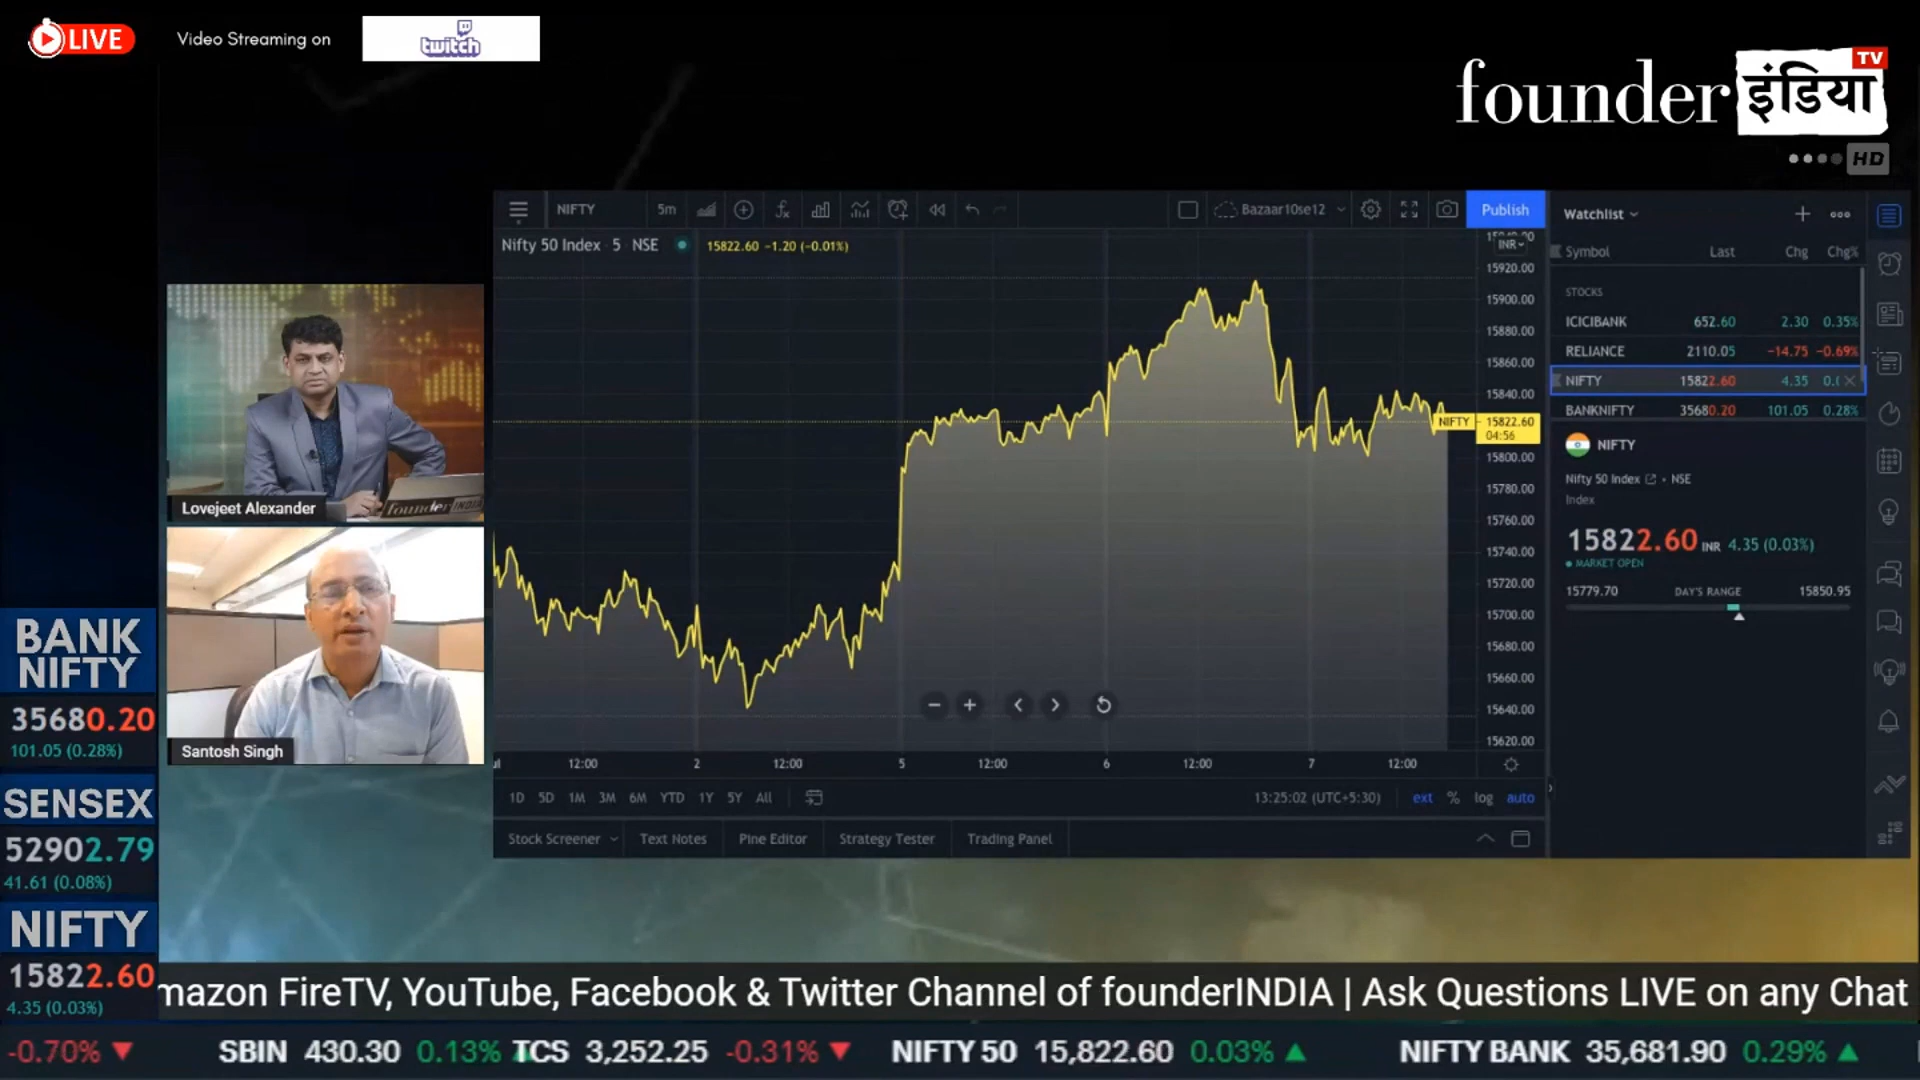 LIVE
Video Streaming on
twitch
founder इंडिया TV
HD
NIFTY 5m Bazaar10se12 Publish
Nifty 50 Index · 5 · NSE 15822.60 −1.20 (−0.01%)
INR
15920.00
15900.00
15880.00
15860.00
15840.00
NIFTY 15822.60
04:56
15800.00
15780.00
15760.00
15740.00
15720.00
15700.00
15680.00
15660.00
15640.00
15620.00
12:00 2 12:00 5 12:00 6 12:00 7 12:00
1D 5D 1M 3M 6M YTD 1Y 5Y All 13:25:02 (UTC+5:30) ext % log auto
Stock Screener Text Notes Pine Editor Strategy Tester Trading Panel
Watchlist
Symbol Last Chg Chg%
STOCKS
ICICIBANK 652.60 2.30 0.35%
RELIANCE 2110.05 −14.75 −0.69%
NIFTY 15822.60 4.35
BANKNIFTY 35680.20 101.05 0.28%
NIFTY
Nifty 50 Index · NSE
Index
15822.60 INR 4.35 (0.03%)
MARKET OPEN
15779.70 DAY'S RANGE 15850.95
Lovejeet Alexander
founder INDIA
Santosh Singh
BANK
NIFTY
35680.20
101.05 (0.28%)
SENSEX
52902.79
41.61 (0.08%)
NIFTY
15822.60
4.35 (0.03%)
mazon FireTV, YouTube, Facebook & Twitter Channel of founderINDIA | Ask Questions LIVE on any Chat
-0.70% ▼ SBIN 430.30 0.13% TCS 3,252.25 -0.31% ▼ NIFTY 50 15,822.60 0.03% ▲ NIFTY BANK 35,681.90 0.29% ▲